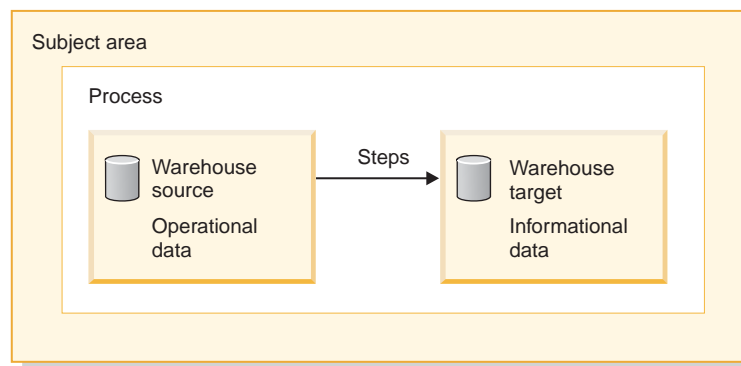 Subject area
Process
Warehouse
source
Operational
data
Steps
Warehouse
target
Informational
data